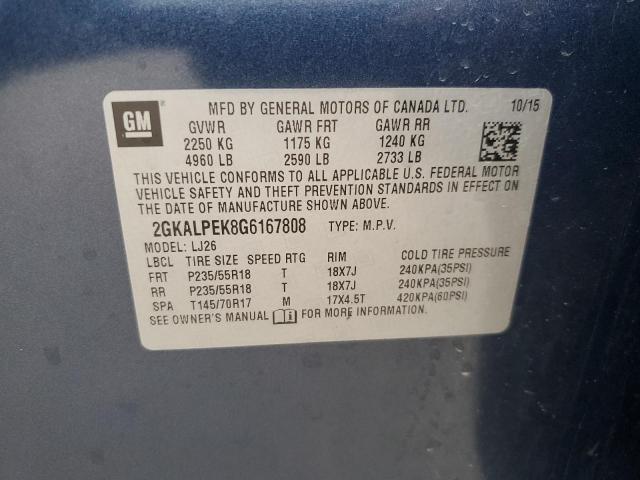 GM
MFD BY GENERAL MOTORS OF CANADA LTD. 10/15
GVWR GAWR FRT GAWR RR
2250 KG 1175 KG 1240 KG
4960 LB 2590 LB 2733 LB
THIS VEHICLE CONFORMS TO ALL APPLICABLE U.S. FEDERAL MOTOR
VEHICLE SAFETY AND THEFT PREVENTION STANDARDS IN EFFECT ON
THE DATE OF MANUFACTURE SHOWN ABOVE.
2GKALPEK8G6167808 TYPE: M.P.V.
MODEL: LJ26
LBCL TIRE SIZE SPEED RTG RIM COLD TIRE PRESSURE
FRT P235/55R18 T 18X7J 240KPA(35PSI)
RR P235/55R18 T 18X7J 240KPA(35PSI)
SPA T145/70R17 M 17X4.5T 420KPA(60PSI)
SEE OWNER'S MANUAL i FOR MORE INFORMATION.